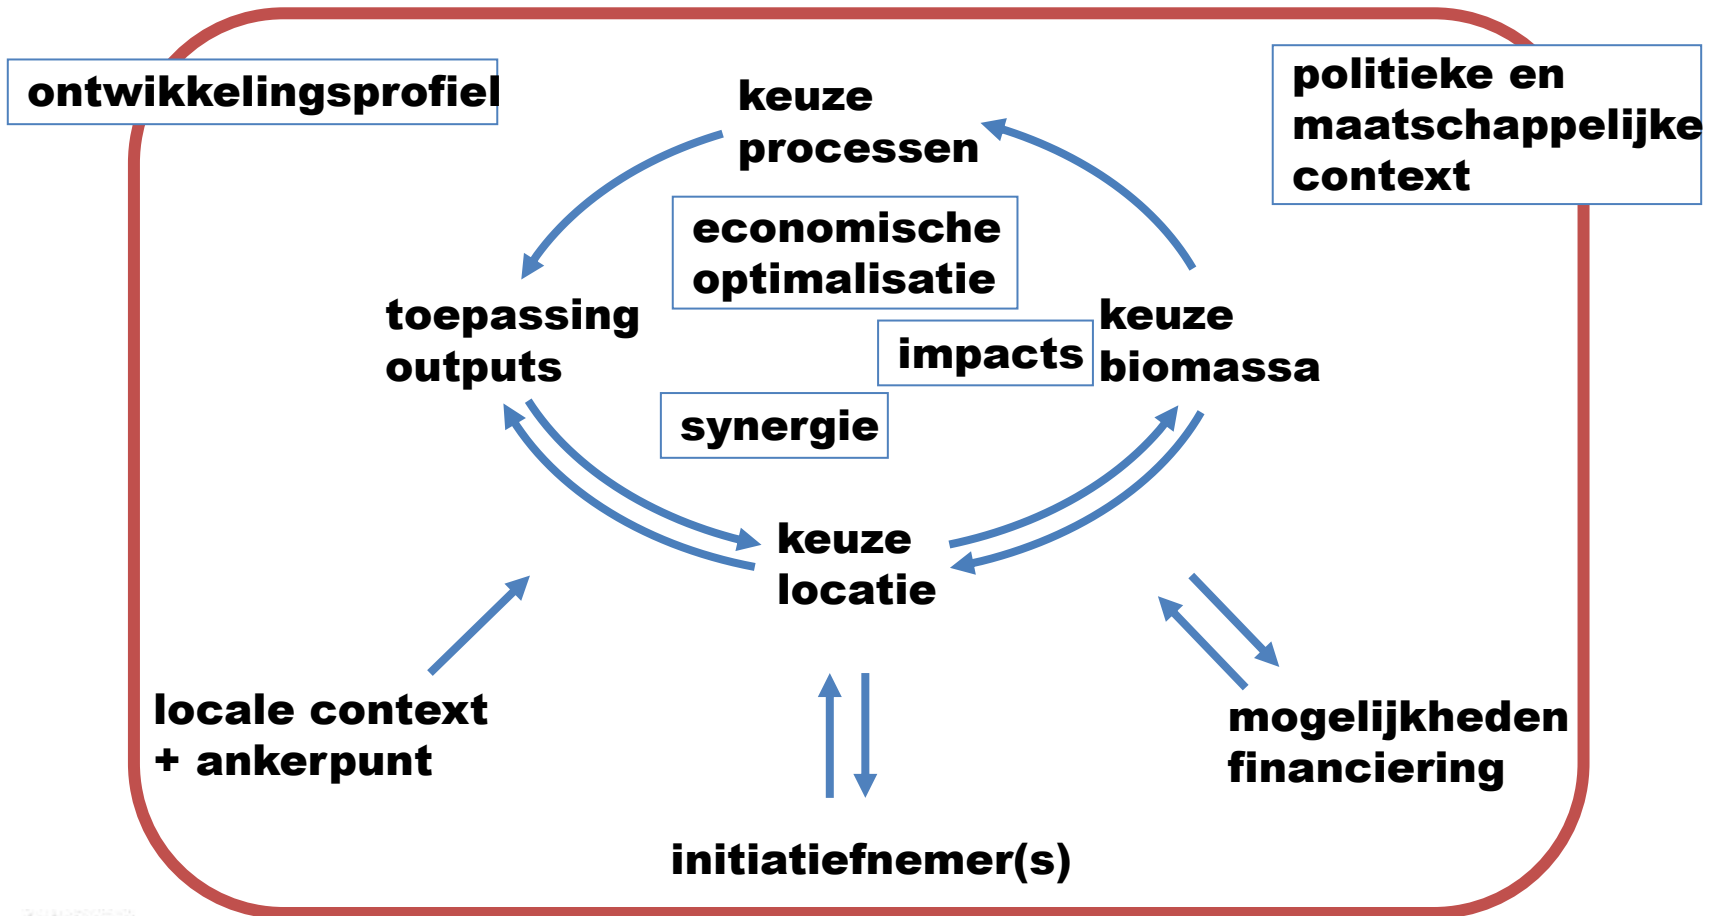 ontwikkelingsprofiel
politieke en
maatschappelijke
context
keuze
processen
economische
optimalisatie
toepassing
outputs
impacts
keuze
biomassa
synergie
keuze
locatie
locale context
+ ankerpunt
mogelijkheden
financiering
initiatiefnemer(s)